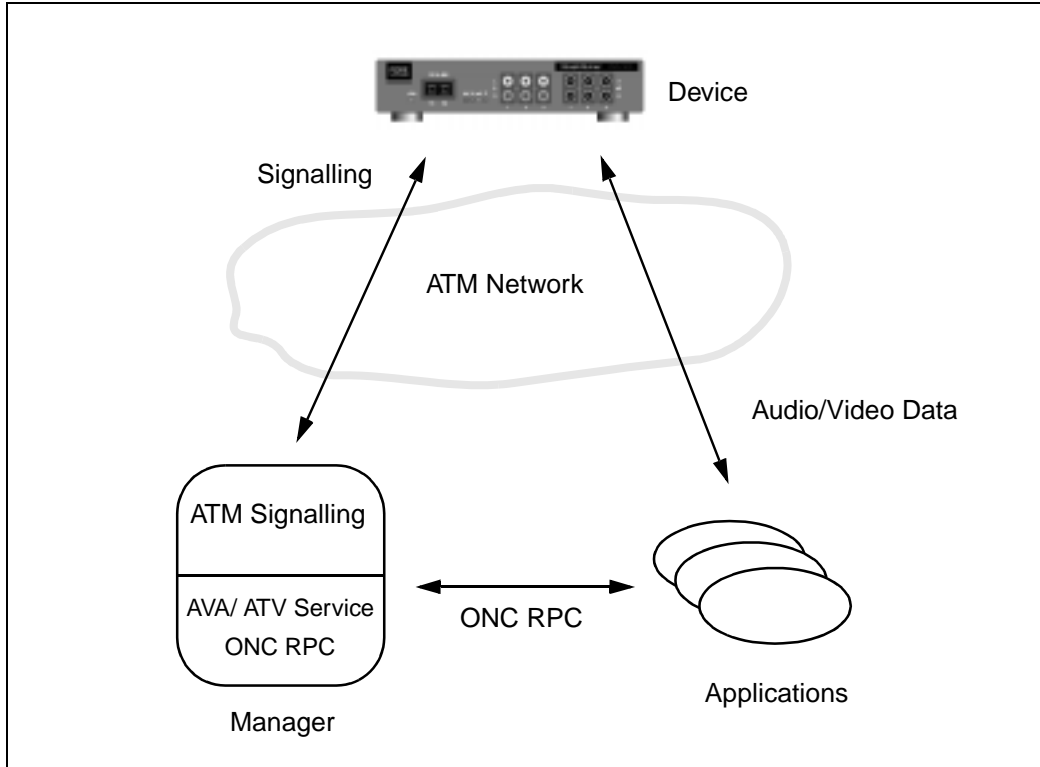 Device
Signalling
ATM Network
Audio/Video Data
ATM Signalling
AVA/ ATV Service
ONC RPC
ONC RPC
Applications
Manager